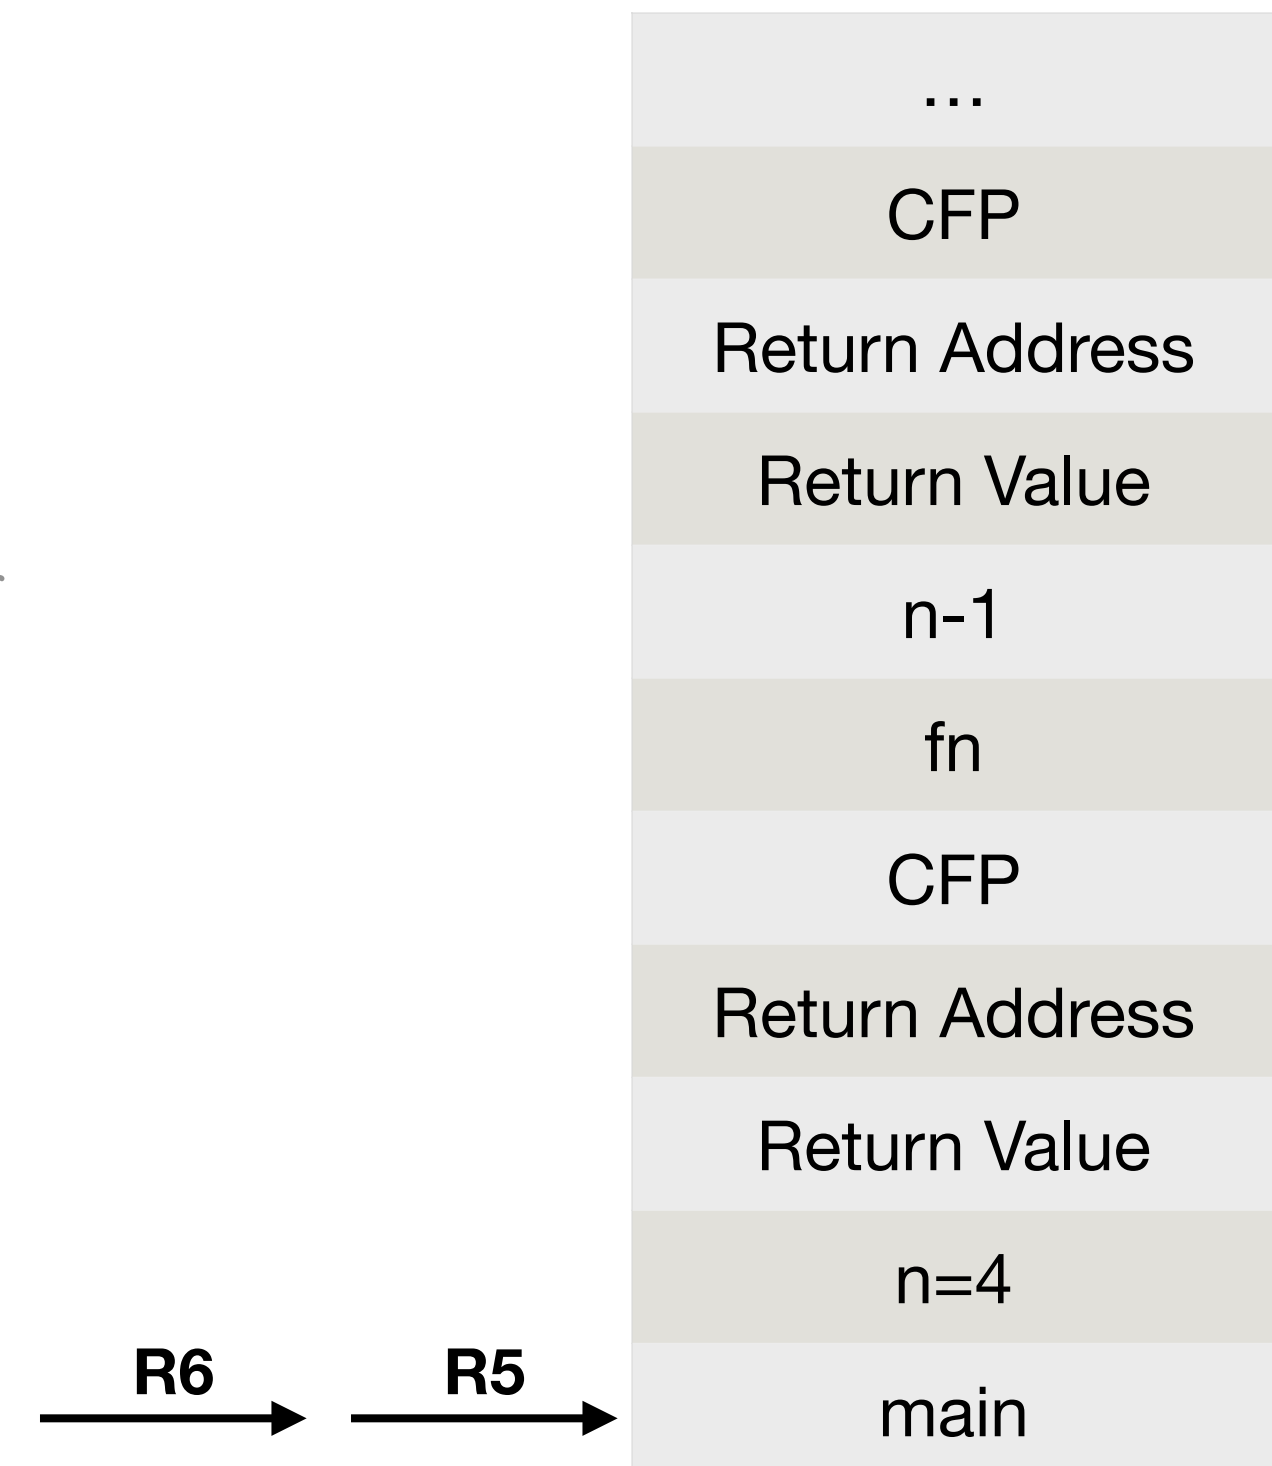 ...
CFP
Return Address
Return Value
n-1
fn
CFP
Return Address
Return Value
n=4
R6 R5 main